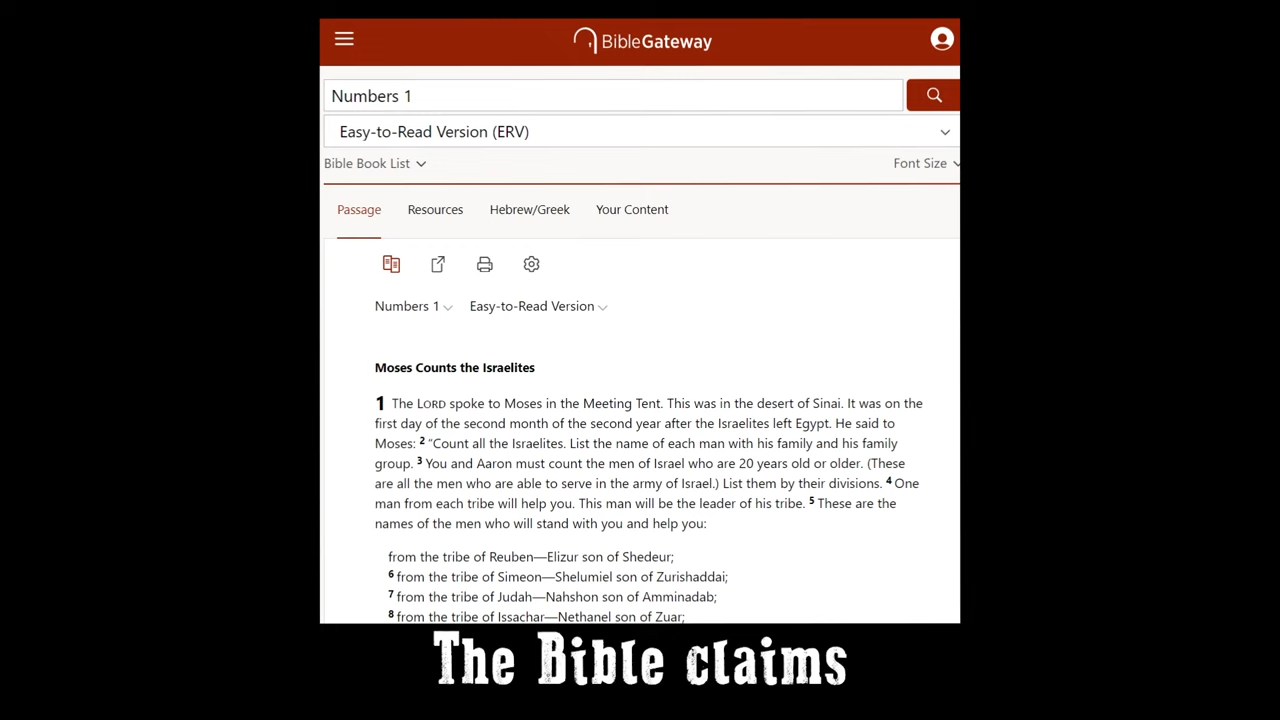 BibleGateway
Numbers 1
Easy-to-Read Version (ERV)
Bible Book List
Font Size
Passage Resources Hebrew/Greek Your Content
Numbers 1 Easy-to-Read Version
Moses Counts the Israelites
1 The LORD spoke to Moses in the Meeting Tent. This was in the desert of Sinai. It was on the
first day of the second month of the second year after the Israelites left Egypt. He said to
Moses: 2 “Count all the Israelites. List the name of each man with his family and his family
group. 3 You and Aaron must count the men of Israel who are 20 years old or older. (These
are all the men who are able to serve in the army of Israel.) List them by their divisions. 4 One
man from each tribe will help you. This man will be the leader of his tribe. 5 These are the
names of the men who will stand with you and help you:
from the tribe of Reuben—Elizur son of Shedeur;
6 from the tribe of Simeon—Shelumiel son of Zurishaddai;
7 from the tribe of Judah—Nahshon son of Amminadab;
8 from the tribe of Issachar—Nethanel son of Zuar;
The Bible claims